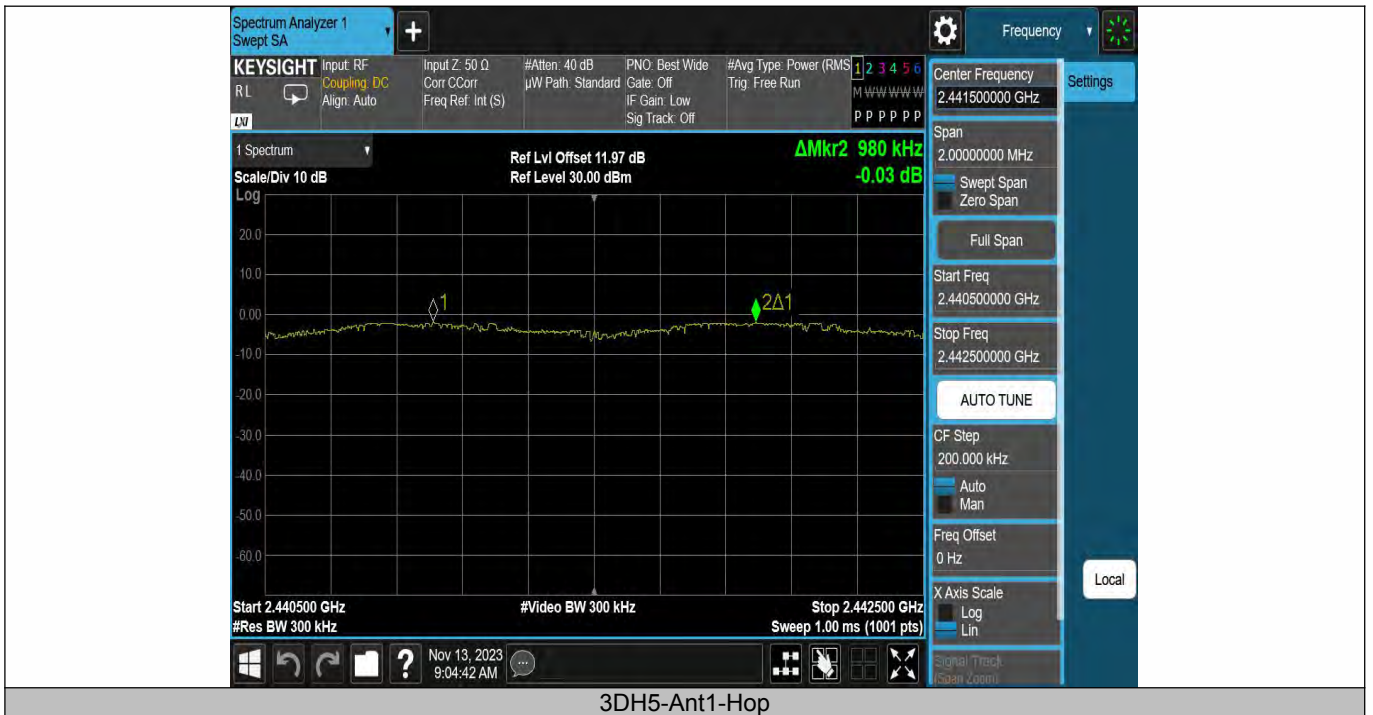 Spectrum Analyzer 1
Swept SA
+
Frequency
KEYSIGHT
RL
LXI
Input: RF
Coupling: DC
Align: Auto
Input Z: 50 Ω
Corr CCorr
Freq Ref: Int (S)
#Atten: 40 dB
µW Path: Standard
PNO: Best Wide
Gate: Off
IF Gain: Low
Sig Track: Off
#Avg Type: Power (RMS
Trig: Free Run
1 2 3 4 5 6
M W W W W W
P P P P P P
1 Spectrum
Scale/Div 10 dB
Ref Lvl Offset 11.97 dB
Ref Level 30.00 dBm
ΔMkr2 980 kHz
-0.03 dB
Log
20.0
10.0
0.00
-10.0
-20.0
-30.0
-40.0
-50.0
-60.0
1
2Δ1
Start 2.440500 GHz
#Res BW 300 kHz
#Video BW 300 kHz
Stop 2.442500 GHz
Sweep 1.00 ms (1001 pts)
Center Frequency
2.441500000 GHz
Settings
Span
2.00000000 MHz
Swept Span
Zero Span
Full Span
Start Freq
2.440500000 GHz
Stop Freq
2.442500000 GHz
AUTO TUNE
CF Step
200.000 kHz
Auto
Man
Freq Offset
0 Hz
X Axis Scale
Log
Lin
Signal Track
(Span Zoom)
Local
?
Nov 13, 2023
9:04:42 AM
3DH5-Ant1-Hop